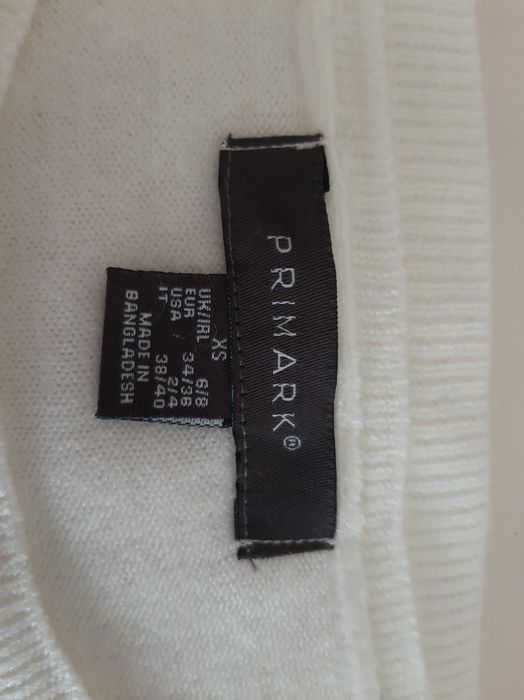 PRIMARK®
XS
UK/IRL 6/8
EUR 34/36
USA 2/4
IT 38/40
MADE IN
BANGLADESH